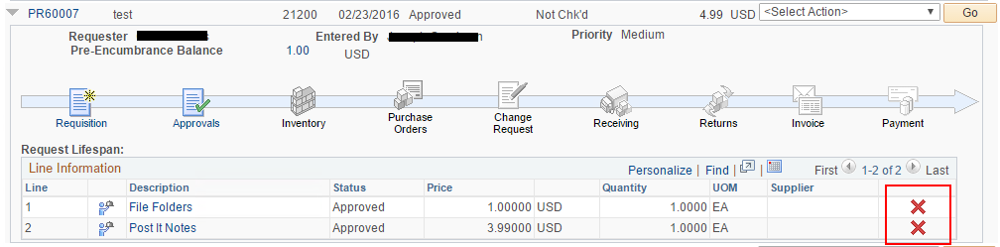 PR60007 test 21200 02/23/2016 Approved Not Chk'd 4.99 USD <Select Action> Go
Requester Entered By Priority Medium
Pre-Encumbrance Balance 1.00 USD
Requisition Approvals Inventory Purchase Orders Change Request Receiving Returns Invoice Payment
Request Lifespan:
Line Information Personalize | Find | First 1-2 of 2 Last
Line Description Status Price Quantity UOM Supplier
1 File Folders Approved 1.00000 USD 1.0000 EA
2 Post It Notes Approved 3.99000 USD 1.0000 EA